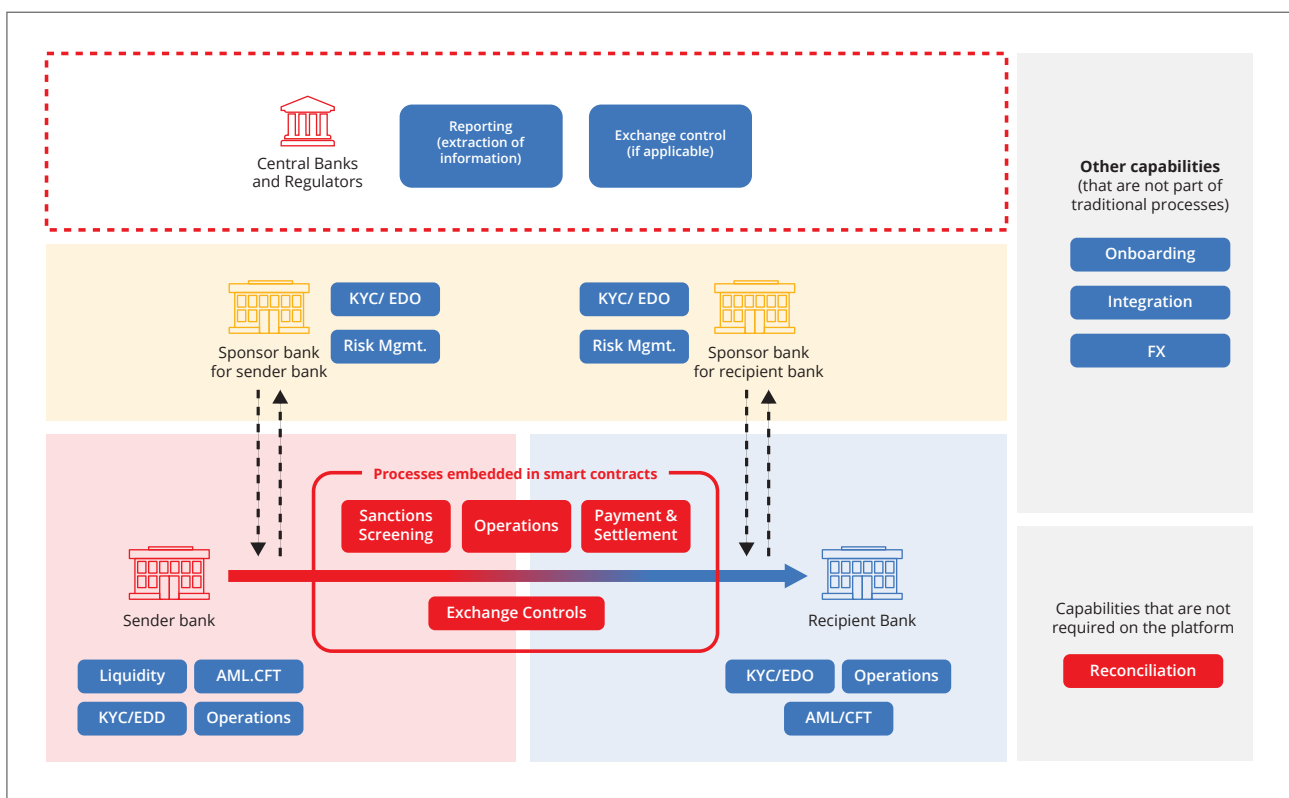 Central Banks
and Regulators
Reporting
(extraction of
information)
Exchange control
(if applicable)
Other capabilities
(that are not part of
traditional processes)
Onboarding
Integration
FX
Sponsor bank
for sender bank
KYC/ EDO
Risk Mgmt.
KYC/ EDO
Risk Mgmt.
Sponsor bank
for recipient bank
Processes embedded in smart contracts
Sanctions
Screening
Operations
Payment &
Settlement
Exchange Controls
Sender bank
Liquidity
AML.CFT
KYC/EDD
Operations
Recipient Bank
KYC/EDO
Operations
AML/CFT
Capabilities that are not
required on the platform
Reconciliation